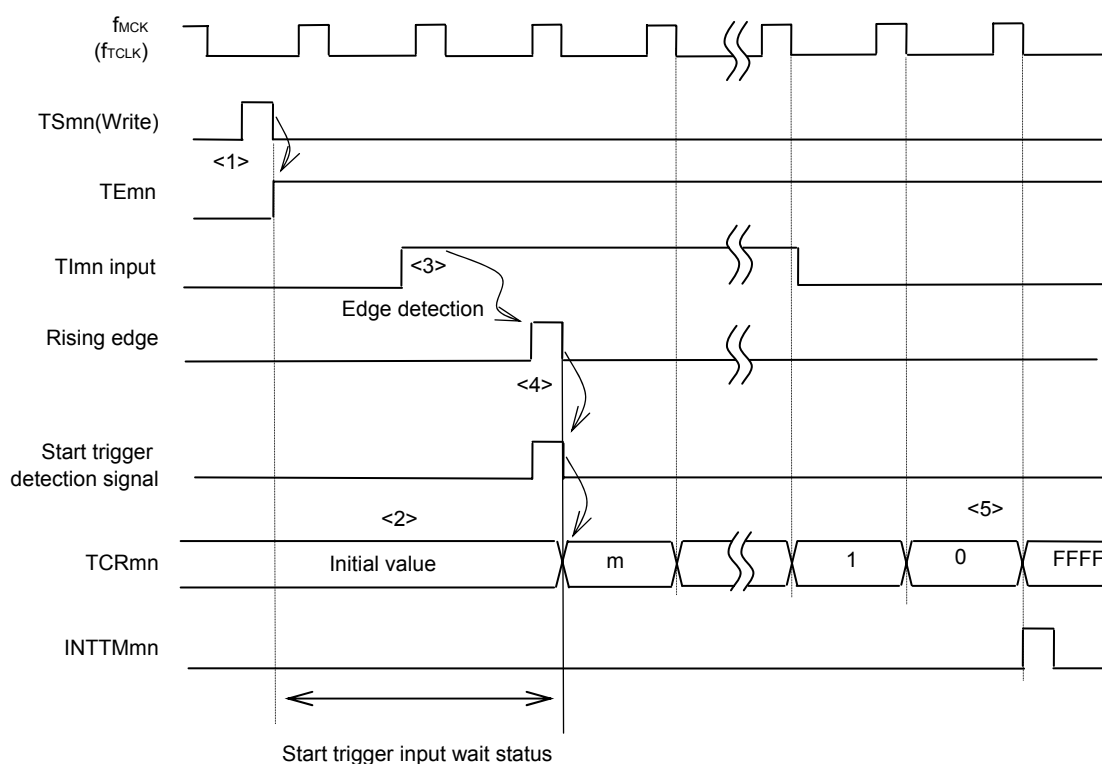 fMCK
(fTCLK)
TSmn(Write)
<1>
TEmn
TImn input
<3>
Edge detection
Rising edge
<4>
Start trigger
detection signal
<2>
<5>
TCRmn
Initial value
m
1
0
FFFF
INTTMmn
Start trigger input wait status